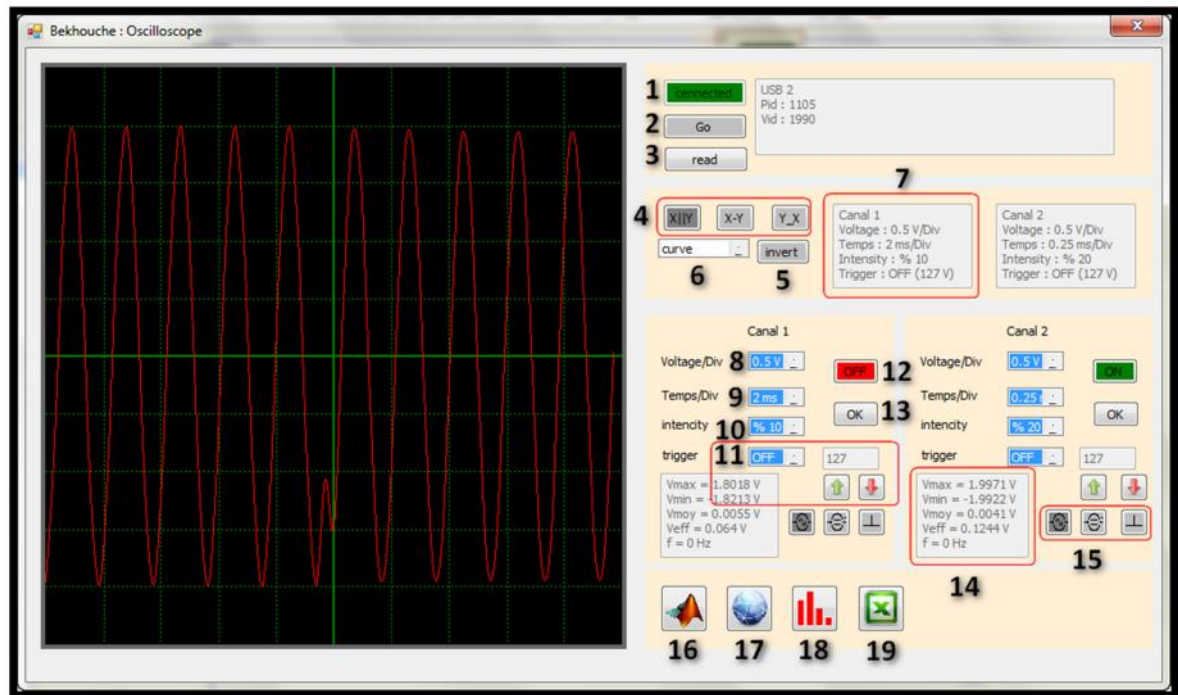 Bekhouche : Oscilloscope
1 connected
USB 2
Pid : 1105
Vid : 1990
2 Go
3 read
7
4 X||Y X-Y Y_X
curve invert
6 5
Canal 1
Voltage : 0.5 V/Div
Temps : 2 ms/Div
Intensity : % 10
Trigger : OFF (127 V)
Canal 2
Voltage : 0.5 V/Div
Temps : 0.25 ms/Div
Intensity : % 20
Trigger : OFF (127 V)
Canal 1
Voltage/Div 8 0.5 V OFF 12
Temps/Div 9 2 ms
OK 13
intencity 10 % 10
trigger 11 OFF 127
Vmax = 1.8018 V
Vmin = -1.8213 V
Vmoy = 0.0055 V
Veff = 0.064 V
f = 0 Hz
Canal 2
Voltage/Div 0.5 V ON
Temps/Div 0.25
OK
intencity % 20
trigger OFF 127
Vmax = 1.9971 V
Vmin = -1.9922 V
Vmoy = 0.0041 V
Veff = 0.1244 V
f = 0 Hz
14 15
16 17 18 19